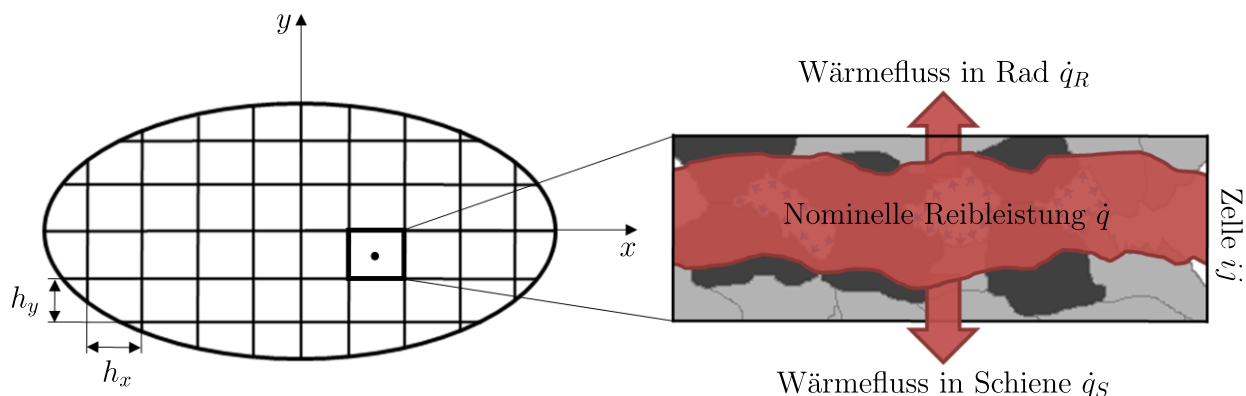 y
x
h_y
h_x
Wärmefluss in Rad q̇_R
Nominelle Reibleistung q̇
Zelle ij
Wärmefluss in Schiene q̇_S